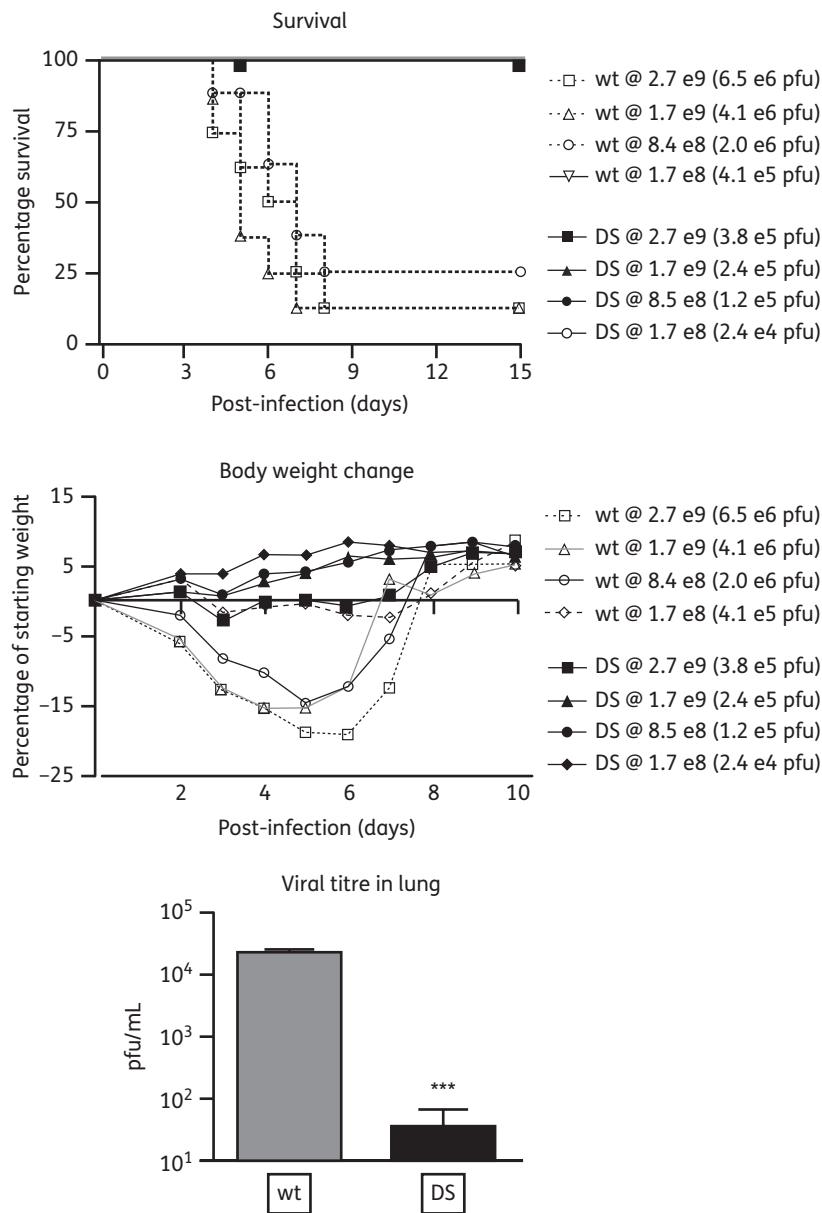 Survival
100
75
50
25
0
Percentage survival
0 3 6 9 12 15
Post-infection (days)
wt @ 2.7 e9 (6.5 e6 pfu)
wt @ 1.7 e9 (4.1 e6 pfu)
wt @ 8.4 e8 (2.0 e6 pfu)
wt @ 1.7 e8 (4.1 e5 pfu)
DS @ 2.7 e9 (3.8 e5 pfu)
DS @ 1.7 e9 (2.4 e5 pfu)
DS @ 8.5 e8 (1.2 e5 pfu)
DS @ 1.7 e8 (2.4 e4 pfu)
Body weight change
15
5
−5
−15
−25
Percentage of starting weight
2 4 6 8 10
Post-infection (days)
wt @ 2.7 e9 (6.5 e6 pfu)
wt @ 1.7 e9 (4.1 e6 pfu)
wt @ 8.4 e8 (2.0 e6 pfu)
wt @ 1.7 e8 (4.1 e5 pfu)
DS @ 2.7 e9 (3.8 e5 pfu)
DS @ 1.7 e9 (2.4 e5 pfu)
DS @ 8.5 e8 (1.2 e5 pfu)
DS @ 1.7 e8 (2.4 e4 pfu)
Viral titre in lung
10⁵
10⁴
10³
10²
10¹
pfu/mL
***
wt DS